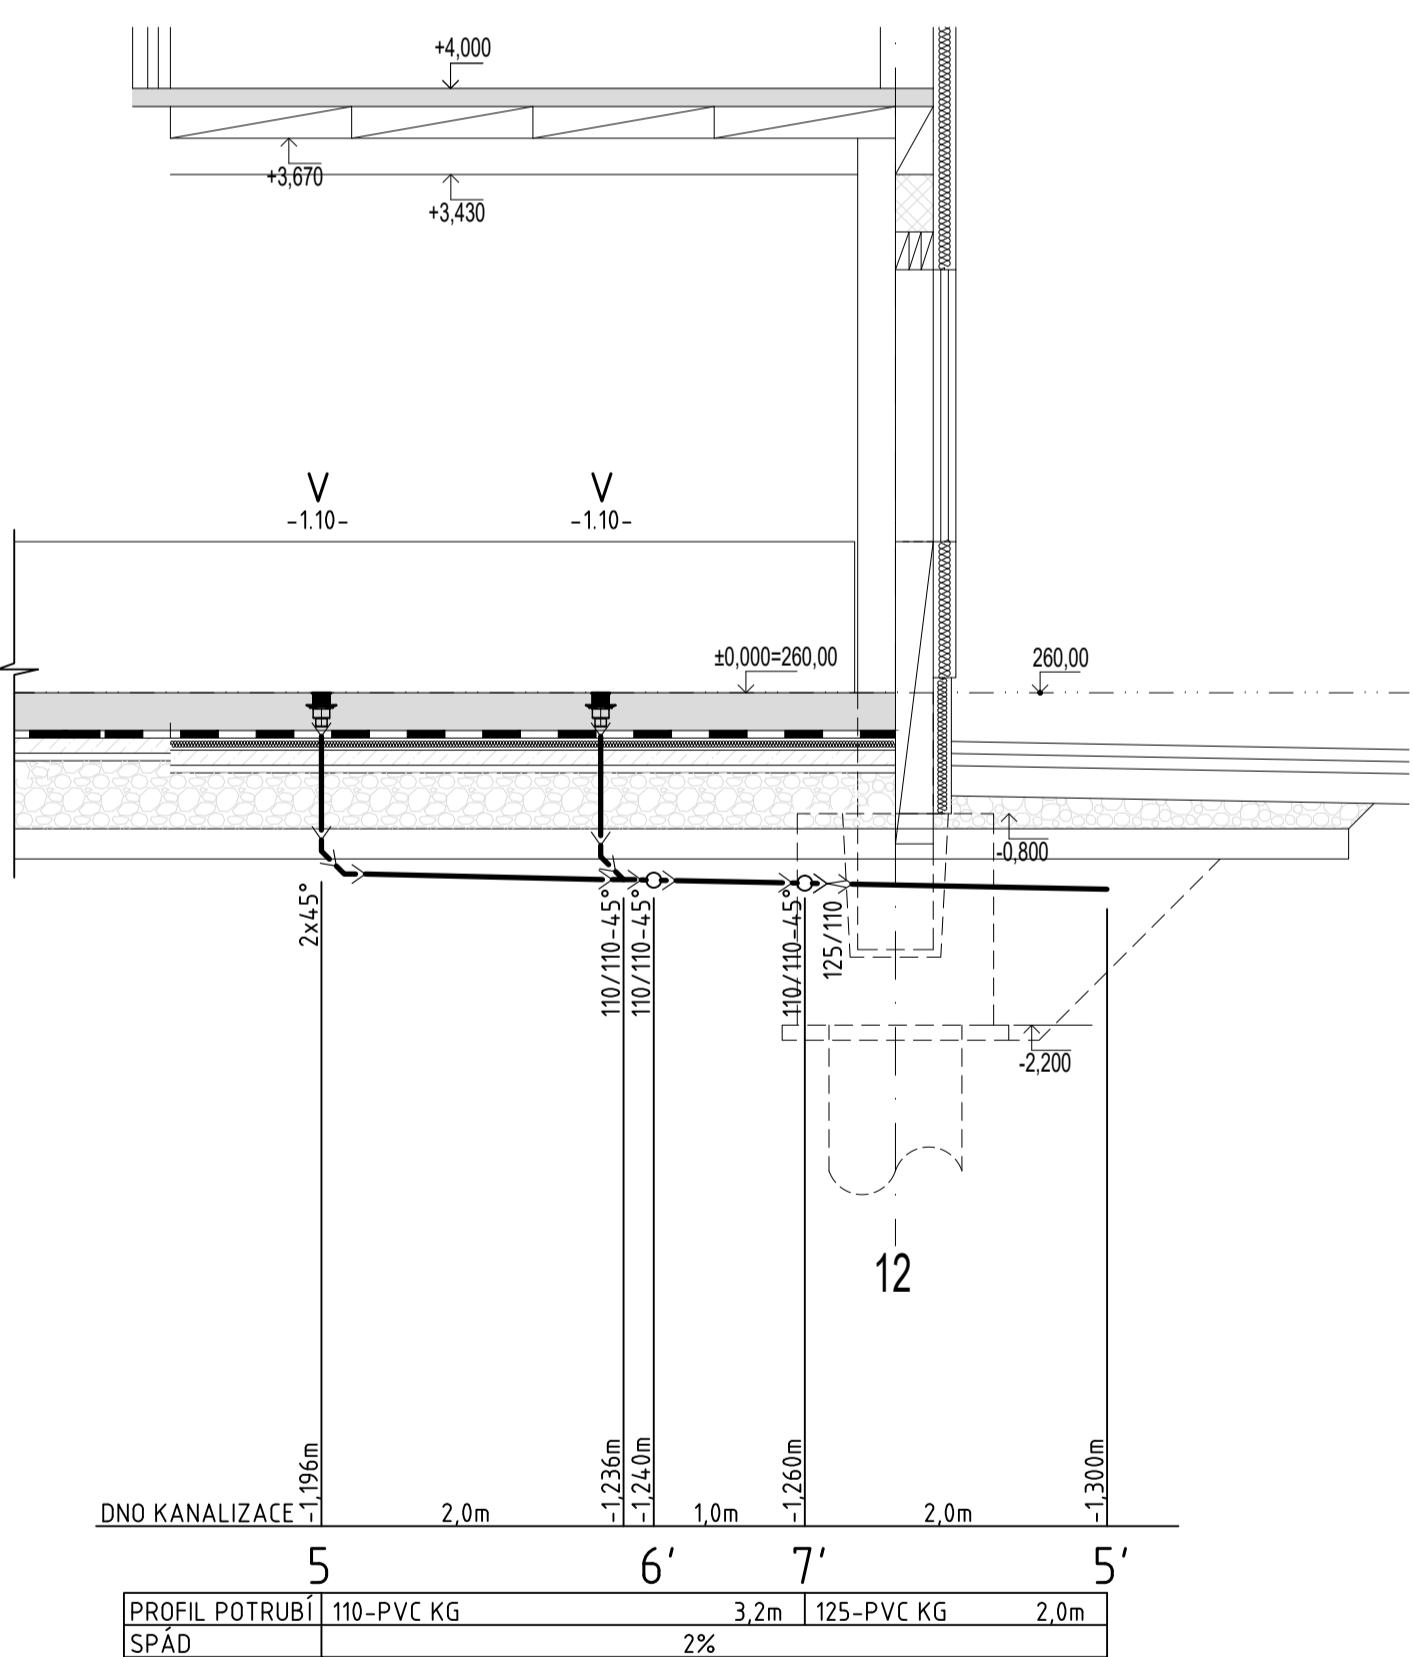 +4,000
+3,670
+3,430
V
-1.10-
V
-1.10-
±0,000=260,00
260,00
-0,800
2x45°
110/110-45°
110/110-45°
110/110-45°
125/110
-2,200
12
DNO KANALIZACE
-1,196m
2,0m
-1,236m
-1,240m
1,0m
-1,260m
2,0m
-1,300m
5
6'
7'
5'
PROFIL POTRUBÍ 110-PVC KG 3,2m 125-PVC KG 2,0m
SPÁD 2%